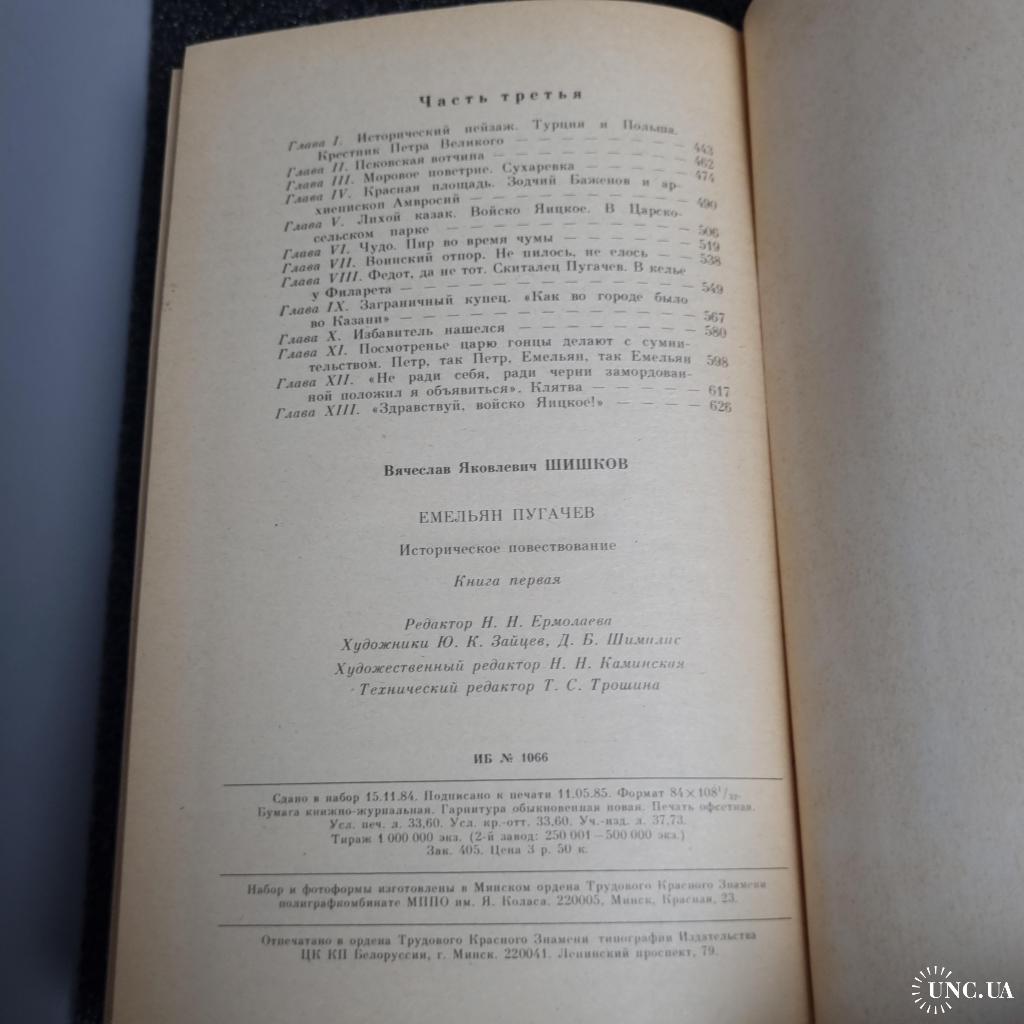 Часть третья
Глава I. Исторический пейзаж. Турция и Польша.
Крестник Петра Великого — — — — — — — 443
Глава II. Псковская вотчина — — — — — — — 462
Глава III. Моровое поветрие. Сухаревка — — — — 474
Глава IV. Красная площадь. Зодчий Баженов и ар-
хиепископ Амвросий — — — — — — — — 490
Глава V. Лихой казак. Войско Яицкое. В Царско-
сельском парке — — — — — — — — — 506
Глава VI. Чудо. Пир во время чумы — — — — — 519
Глава VII. Воинский отпор. Не пилось, не елось — — 538
Глава VIII. Федот, да не тот. Скиталец Пугачев. В келье
у Филарета — — — — — — — — — — 549
Глава IX. Заграничный купец. «Как во городе было
во Казани» — — — — — — — — — — 567
Глава X. Избавитель нашелся — — — — — — 580
Глава XI. Посмотренье царю гонцы делают с сумни-
тельством. Петр, так Петр, Емельян, так Емельян 598
Глава XII. «Не ради себя, ради черни замордован-
ной положил я объявиться». Клятва — — — — 617
Глава XIII. «Здравствуй, войско Яицкое!» — — — — 626
Вячеслав Яковлевич ШИШКОВ
ЕМЕЛЬЯН ПУГАЧЕВ
Историческое повествование
Книга первая
Редактор Н. Н. Ермолаева
Художники Ю. К. Зайцев, Д. Б. Шимилис
Художественный редактор Н. Н. Каминская
Технический редактор Т. С. Трошина
ИБ № 1066
Сдано в набор 15.11.84. Подписано к печати 11.05.85. Формат 84×108¹/₃₂.
Бумага книжно-журнальная. Гарнитура обыкновенная новая. Печать офсетная.
Усл. печ. л. 33,60. Усл. кр.-отт. 33,60. Уч.-изд. л. 37,73.
Тираж 1 000 000 экз. (2-й завод: 250 001—500 000 экз.)
Зак. 405. Цена 3 р. 50 к.
Набор и фотоформы изготовлены в Минском ордена Трудового Красного Знамени
полиграфкомбинате МППО им. Я. Коласа. 220005, Минск, Красная, 23.
Отпечатано в ордена Трудового Красного Знамени типографии Издательства
ЦК КП Белоруссии, г. Минск. 220041. Ленинский проспект, 79.
UNC.UA